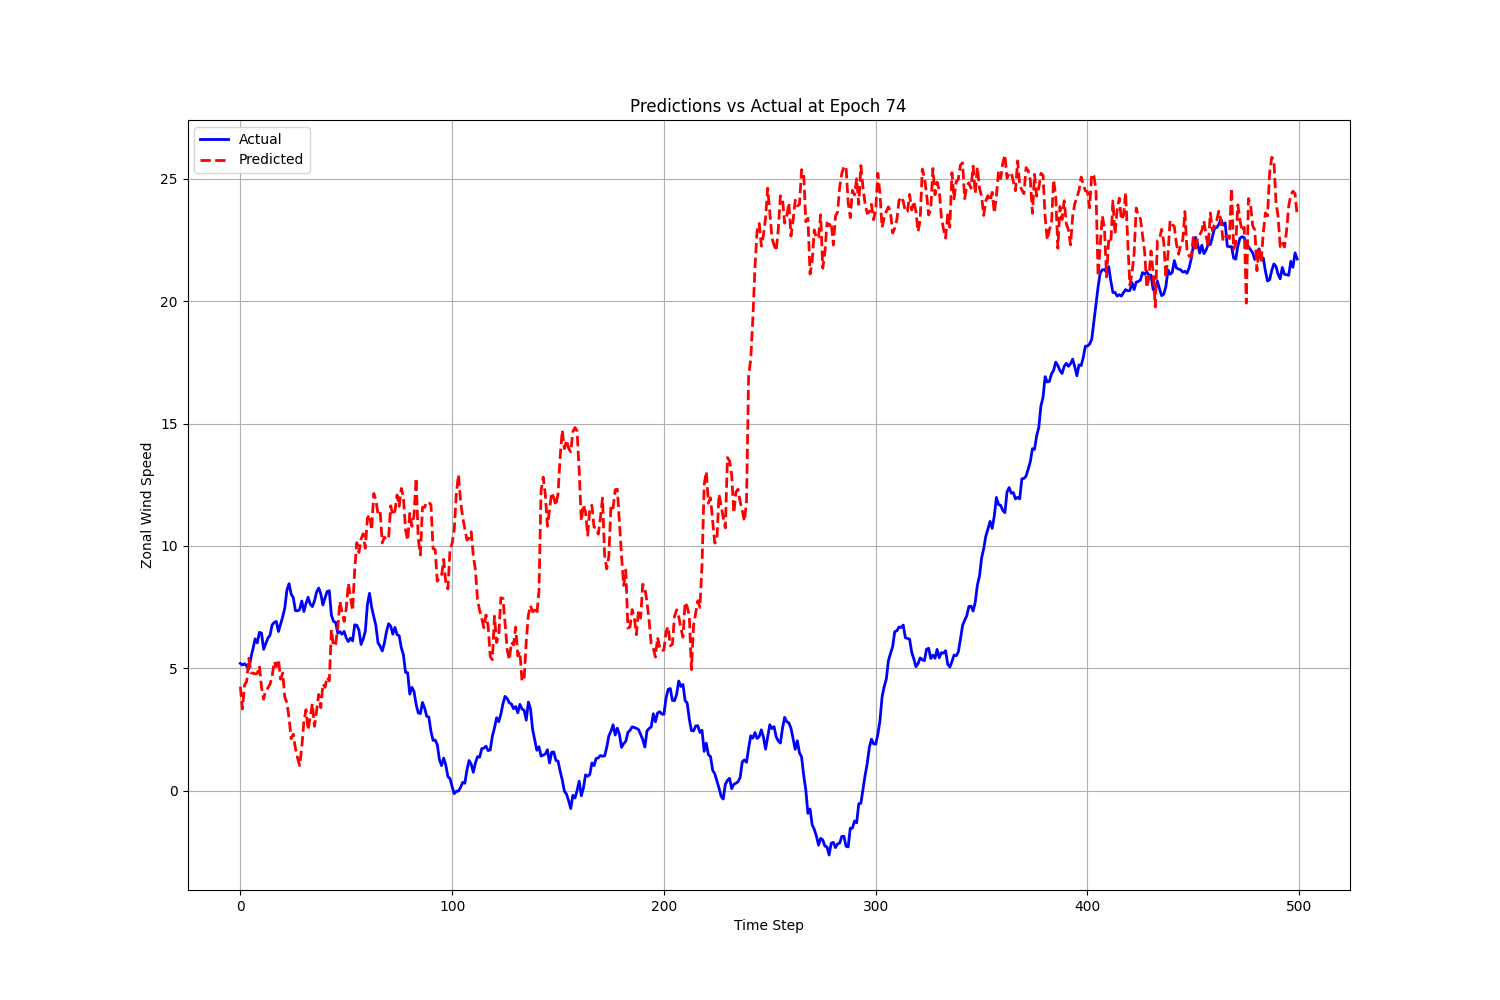 Predictions vs Actual at Epoch 74
Actual
Predicted
Zonal Wind Speed
25
20
15
10
5
0
0 100 200 300 400 500
Time Step